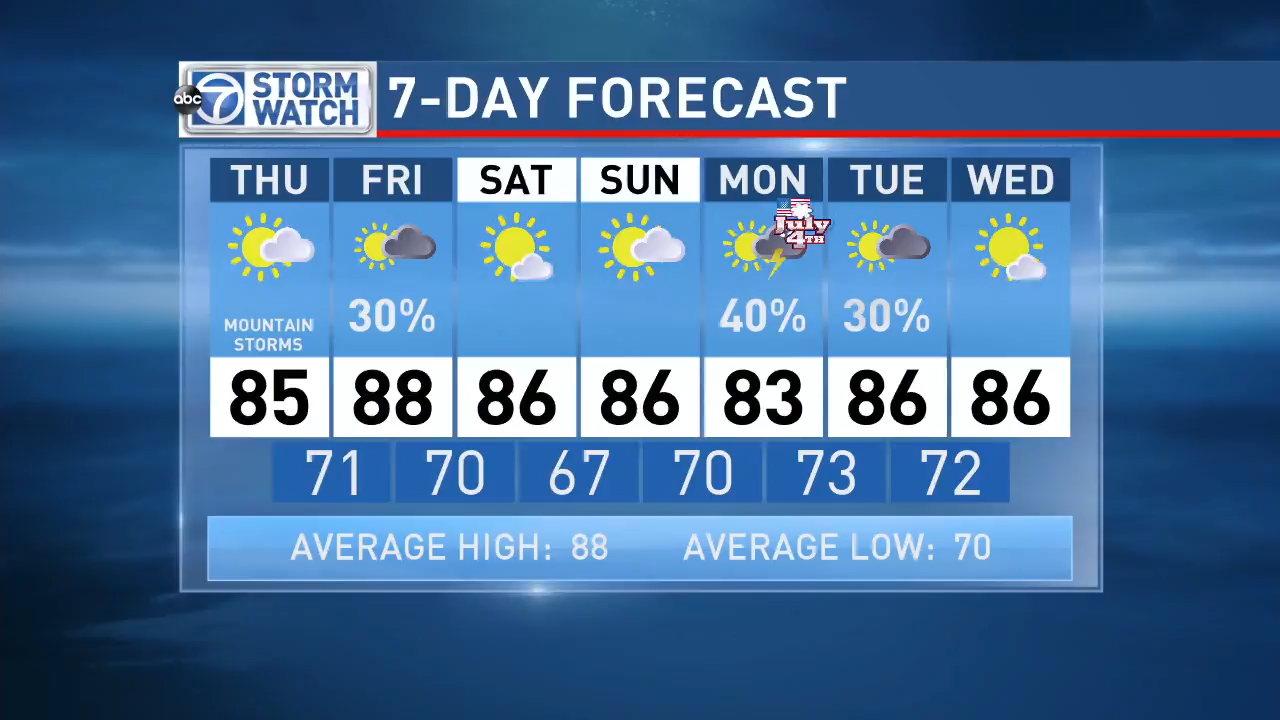 abc 7 STORM WATCH
7-DAY FORECAST
THU FRI SAT SUN MON TUE WED
July 4TH
MOUNTAIN STORMS 30% 40% 30%
85 88 86 86 83 86 86
71 70 67 70 73 72
AVERAGE HIGH: 88 AVERAGE LOW: 70